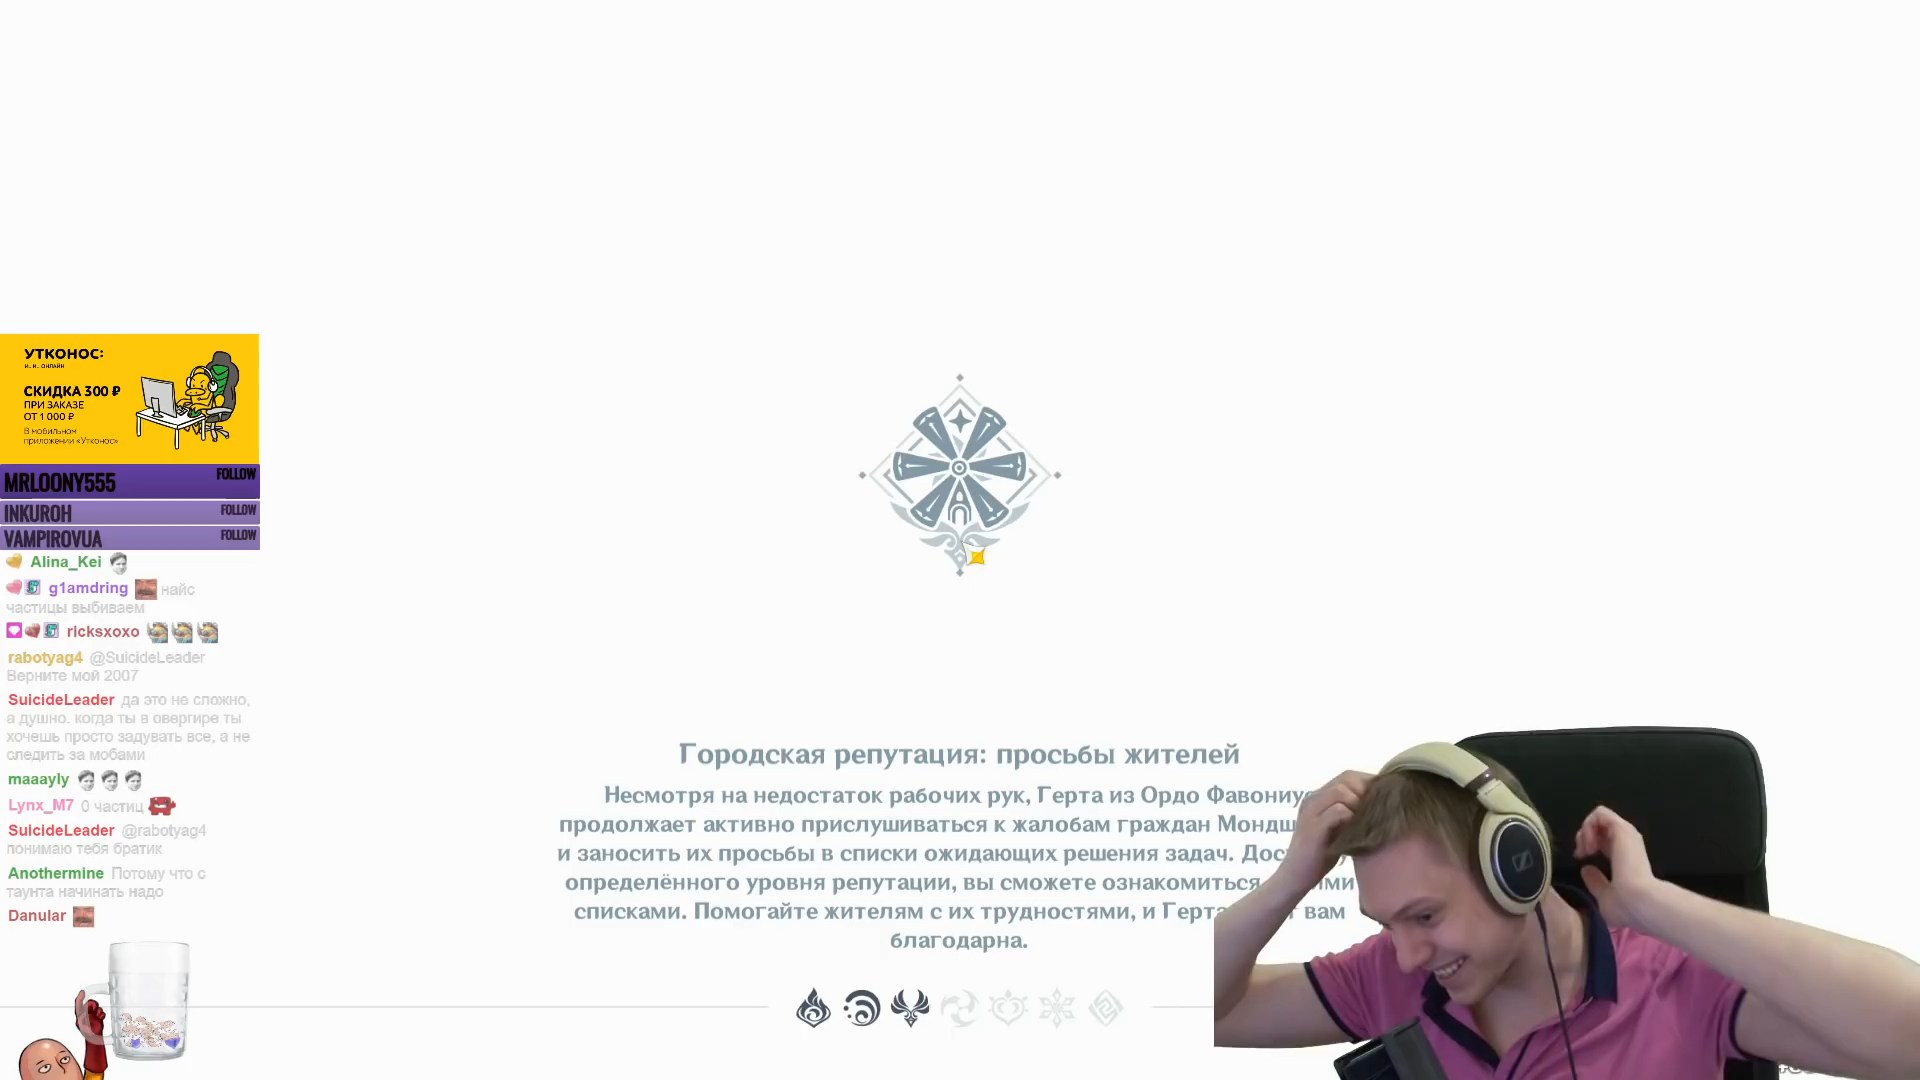 УТКОНОС:
СКИДКА 300 ₽
ПРИ ЗАКАЗЕ
ОТ 1 000 ₽
В мобильном
приложении «Утконос»
MRLOONY555 FOLLOW
INKUROH FOLLOW
VAMPIROVUA FOLLOW
Alina_Kei
g1amdring найс
частицы выбиваем
ricksxoxo
rabotyag4 @SuicideLeader
Верните мой 2007
SuicideLeader да это не сложно,
а душно. когда ты в овергире ты
хочешь просто задувать все, а не
следить за мобами
maaayly
Lynx_M7 0 частиц
SuicideLeader @rabotyag4
понимаю тебя братик
Anothermine Потому что с
таунта начинать надо
Danular
Городская репутация: просьбы жителей
Несмотря на недостаток рабочих рук, Герта из Ордо Фавониус
продолжает активно прислушиваться к жалобам граждан Мондш
и заносить их просьбы в списки ожидающих решения задач. Дос
определённого уровня репутации, вы сможете ознакомиться ими
списками. Помогайте жителям с их трудностями, и Герта вам
благодарна.